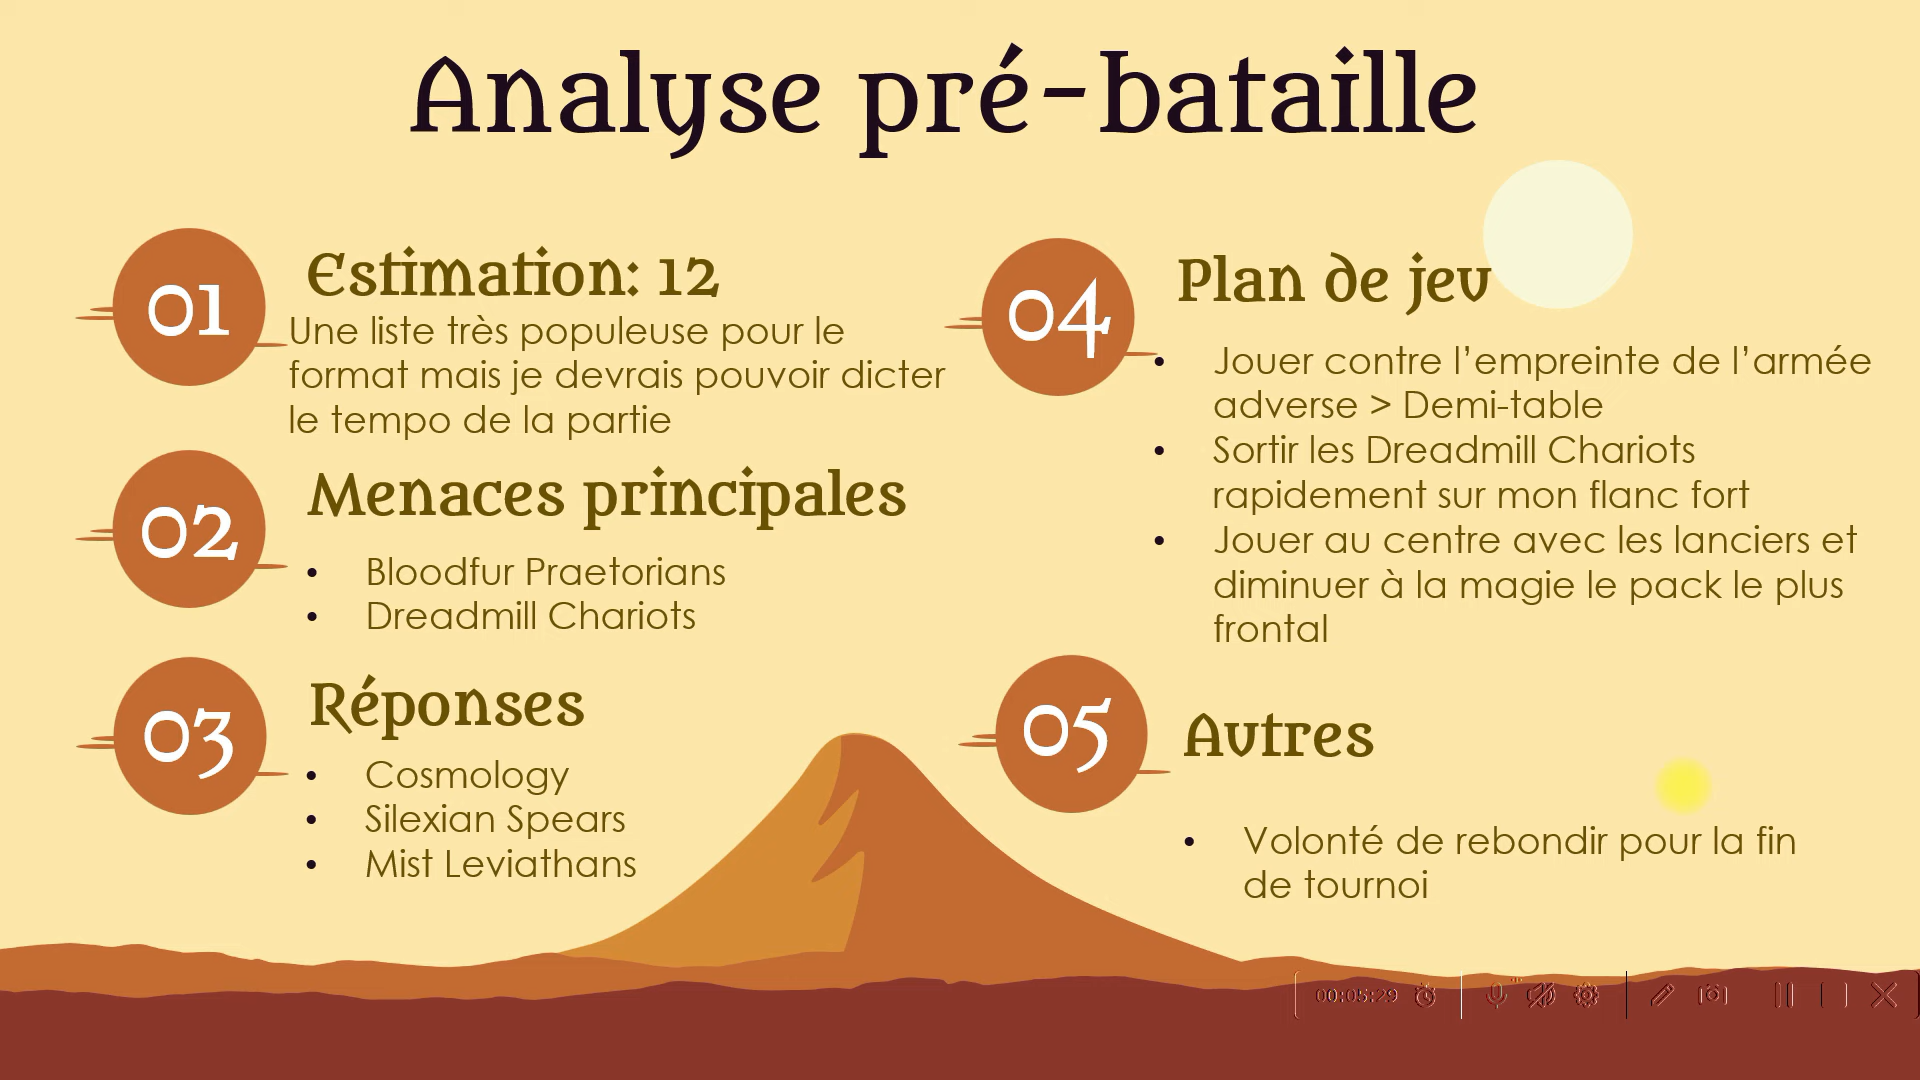 Analyse pré-bataille
01
Estimation: 12
Une liste très populeuse pour le
format mais je devrais pouvoir dicter
le tempo de la partie
02
Menaces principales
• Bloodfur Praetorians
• Dreadmill Chariots
03
Réponses
• Cosmology
• Silexian Spears
• Mist Leviathans
04
Plan de jeu
• Jouer contre l’empreinte de l’armée
adverse > Demi-table
• Sortir les Dreadmill Chariots
rapidement sur mon flanc fort
• Jouer au centre avec les lanciers et
diminuer à la magie le pack le plus
frontal
05
Autres
• Volonté de rebondir pour la fin
de tournoi
00:05:29